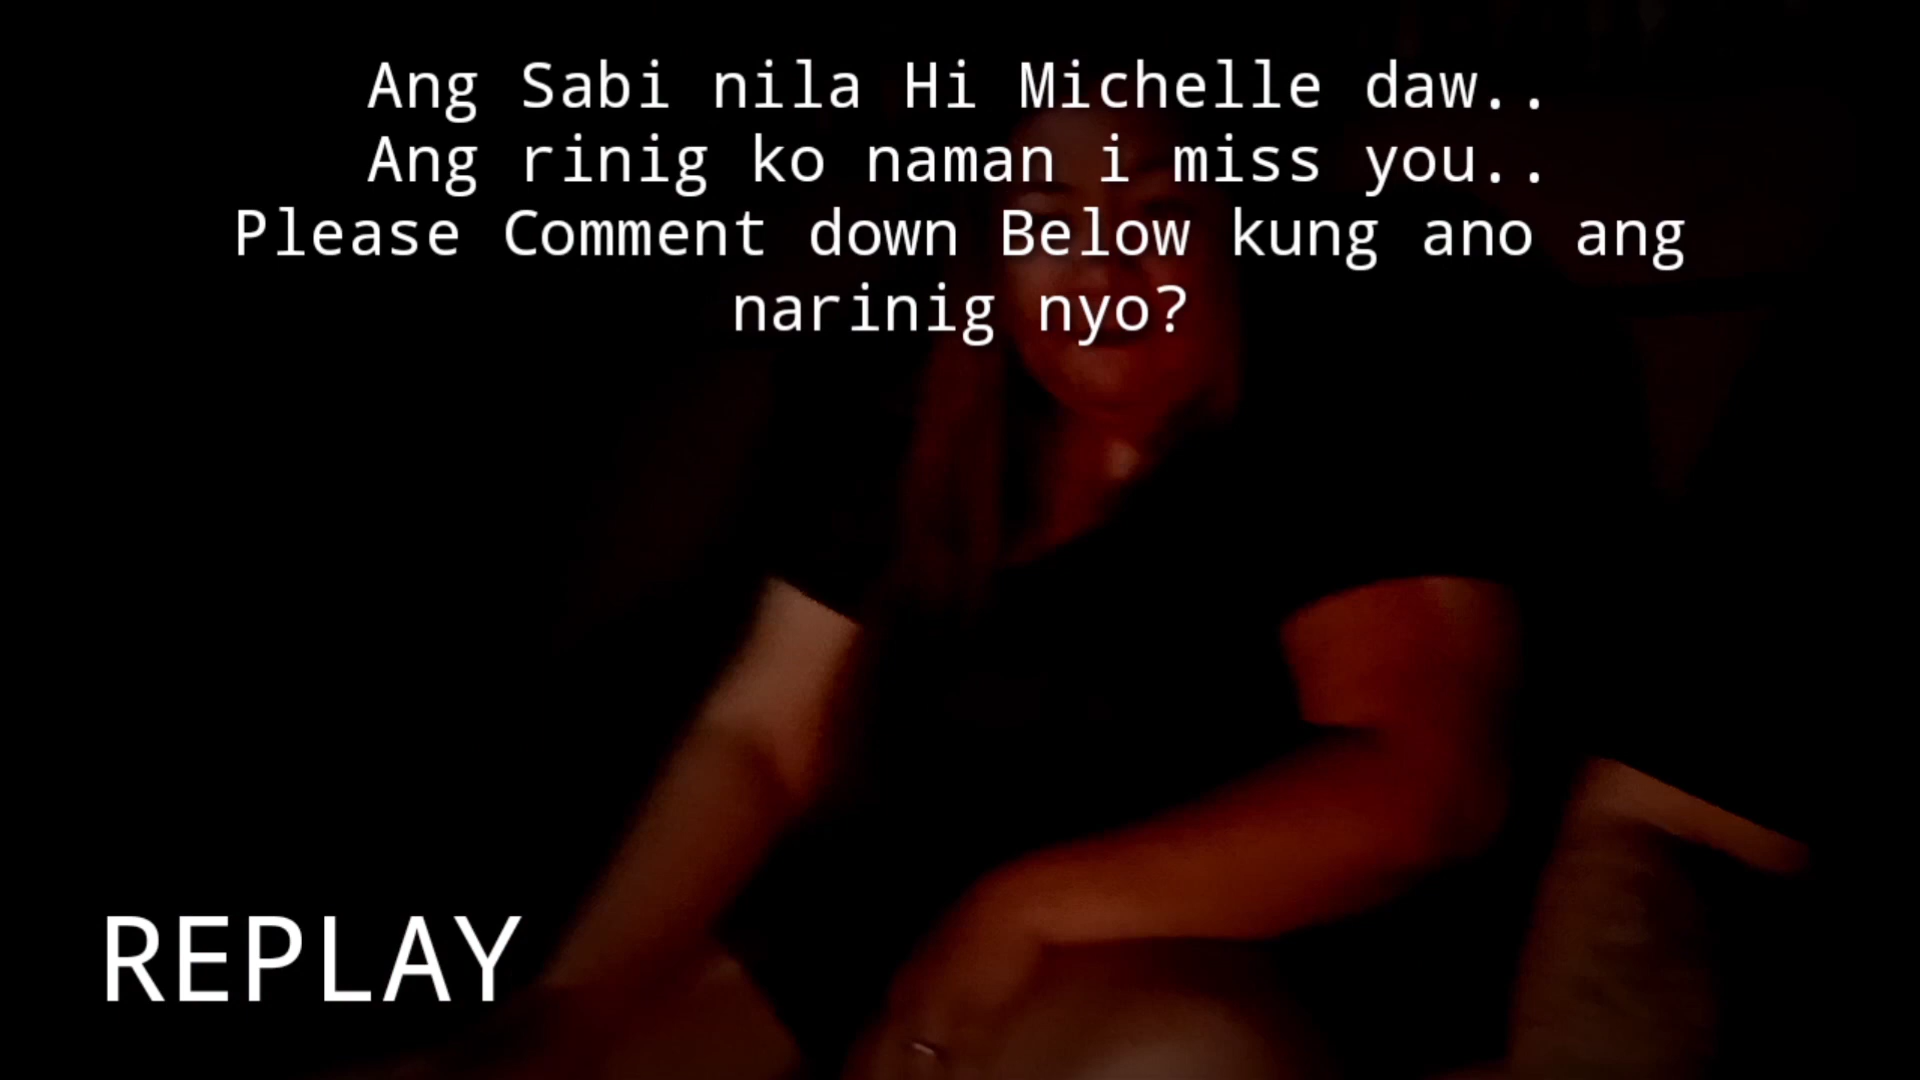 Ang Sabi nila Hi Michelle daw..
Ang rinig ko naman i miss you..
Please Comment down Below kung ano ang
narinig nyo?
REPLAY